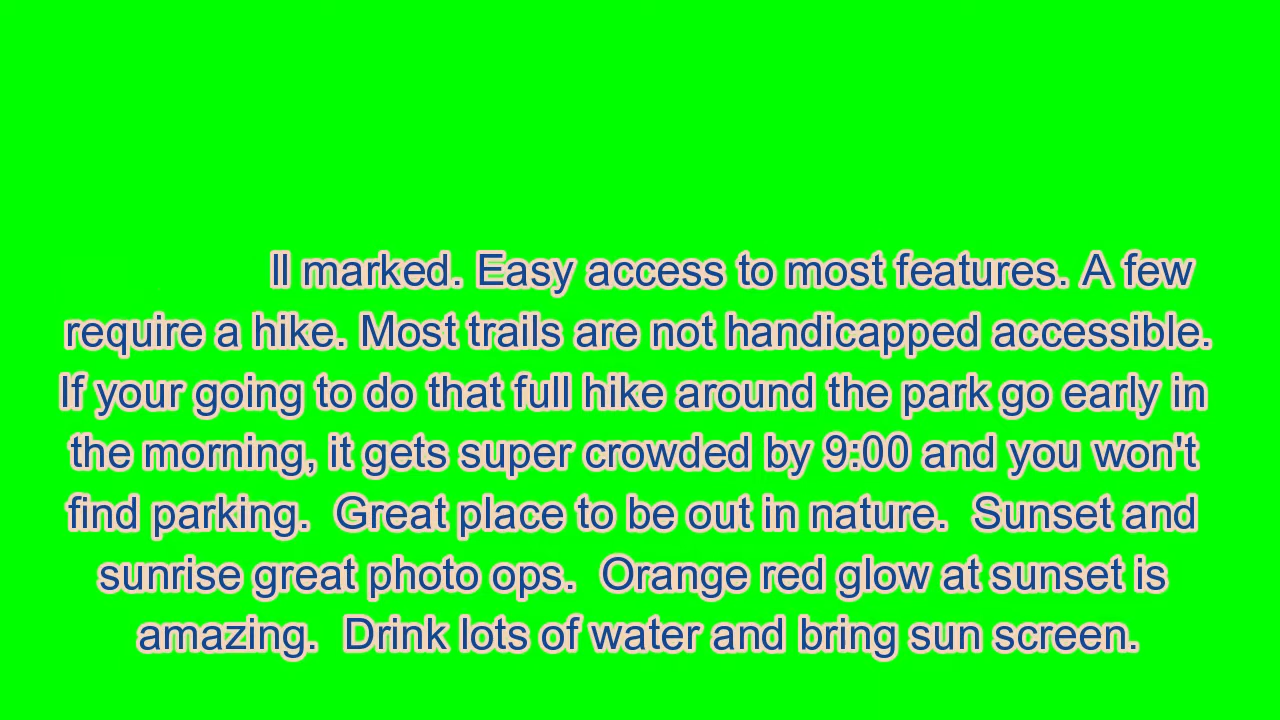 ll marked. Easy access to most features. A few
require a hike. Most trails are not handicapped accessible.
If your going to do that full hike around the park go early in
the morning, it gets super crowded by 9:00 and you won't
find parking.  Great place to be out in nature.  Sunset and
sunrise great photo ops.  Orange red glow at sunset is
amazing.  Drink lots of water and bring sun screen.